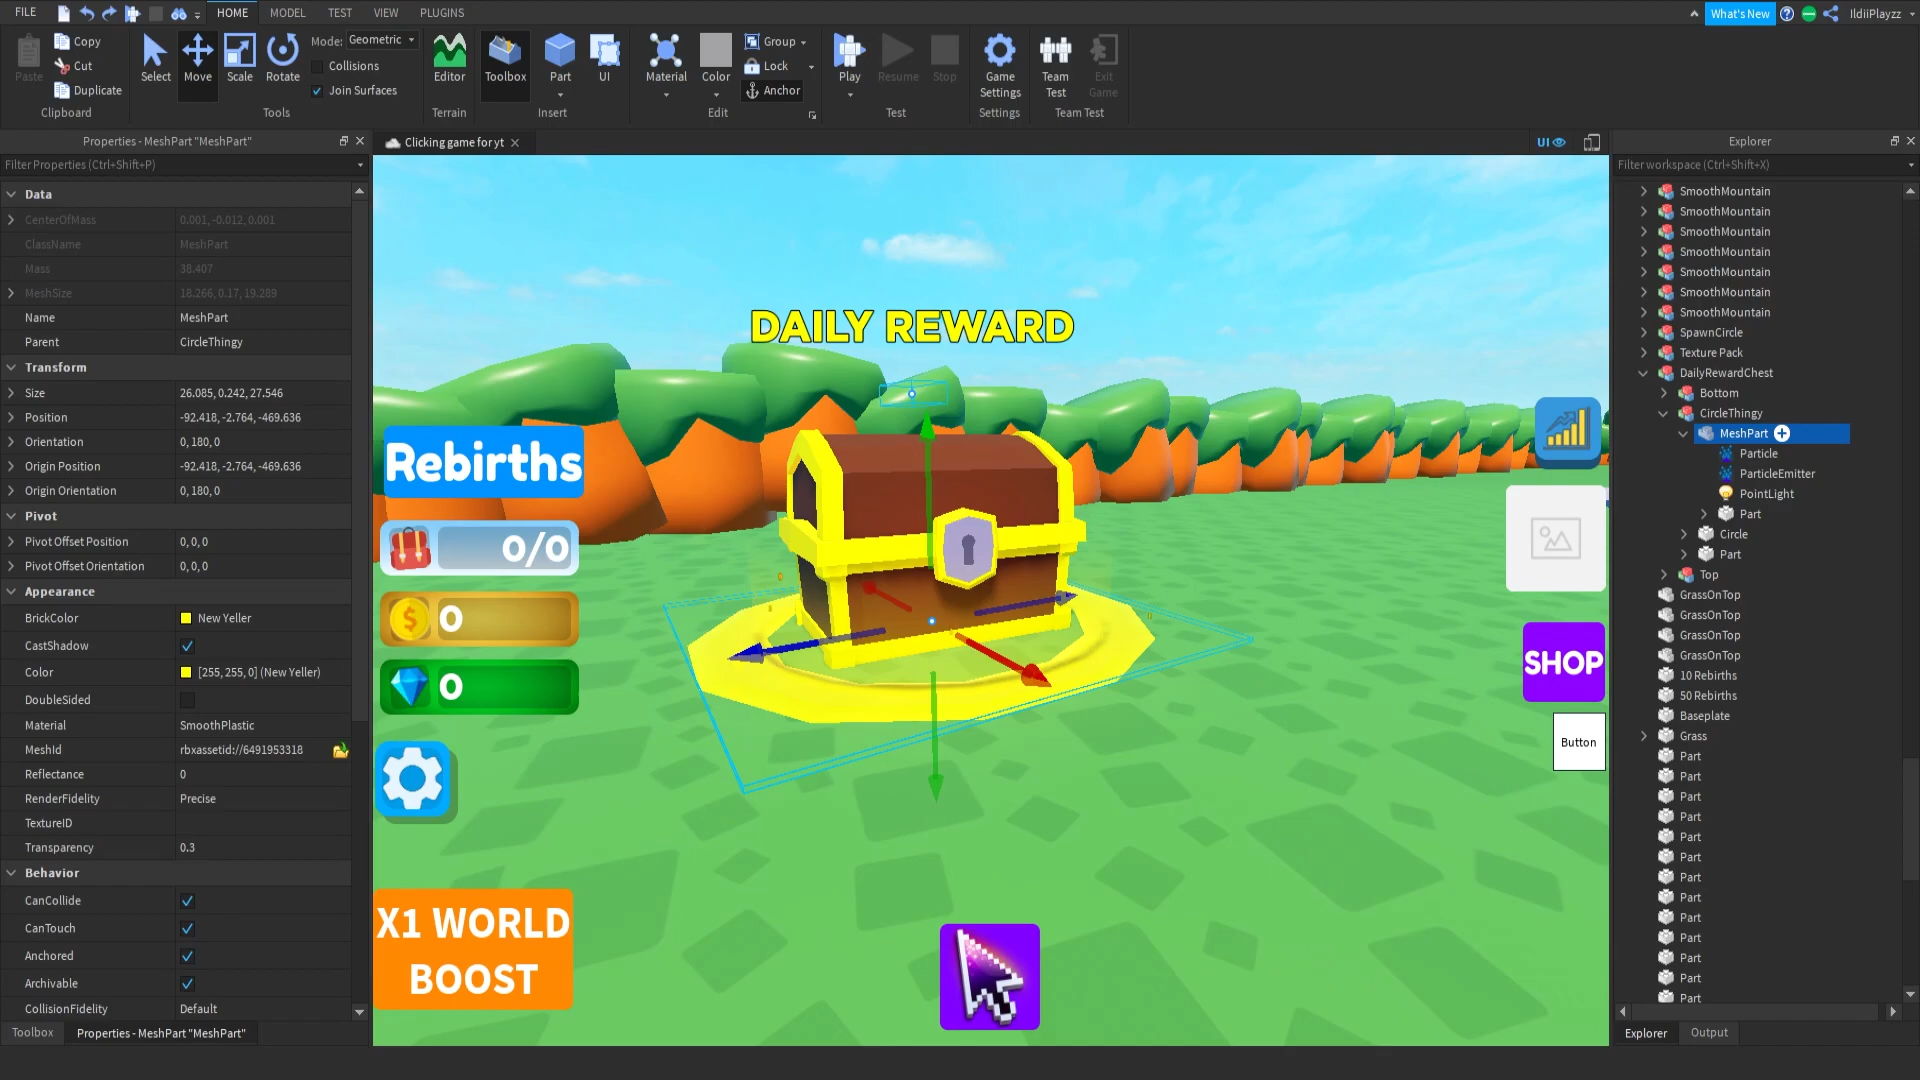 FILE
HOME
MODEL
TEST
VIEW
PLUGINS
What's New
IldiiPlayzz
Paste
Copy
Cut
Duplicate
Clipboard
Select
Move
Scale
Rotate
Mode: Geometric
Collisions
Join Surfaces
Tools
Editor
Terrain
Toolbox
Part
UI
Insert
Material
Color
Group
Lock
Anchor
Edit
Play
Resume
Stop
Test
Game
Settings
Settings
Team
Test
Exit
Game
Team Test
Properties - MeshPart "MeshPart"
Filter Properties (Ctrl+Shift+P)
Data
CenterOfMass 0.001, -0.012, 0.001
ClassName MeshPart
Mass 38.407
MeshSize 18.266, 0.17, 19.289
Name MeshPart
Parent CircleThingy
Transform
Size 26.085, 0.242, 27.546
Position -92.418, -2.764, -469.636
Orientation 0, 180, 0
Origin Position -92.418, -2.764, -469.636
Origin Orientation 0, 180, 0
Pivot
Pivot Offset Position 0, 0, 0
Pivot Offset Orientation 0, 0, 0
Appearance
BrickColor New Yeller
CastShadow
Color [255, 255, 0] (New Yeller)
DoubleSided
Material SmoothPlastic
MeshId rbxassetid://6491953318
Reflectance 0
RenderFidelity Precise
TextureID
Transparency 0.3
Behavior
CanCollide
CanTouch
Anchored
Archivable
CollisionFidelity Default
Toolbox
Properties - MeshPart "MeshPart"
Clicking game for yt
UI
DAILY REWARD
Rebirths
0/0
0
0
X1 WORLD
BOOST
SHOP
Button
Explorer
Filter workspace (Ctrl+Shift+X)
SmoothMountain
SmoothMountain
SmoothMountain
SmoothMountain
SmoothMountain
SmoothMountain
SmoothMountain
SpawnCircle
Texture Pack
DailyRewardChest
Bottom
CircleThingy
MeshPart
Particle
ParticleEmitter
PointLight
Part
Circle
Part
Top
GrassOnTop
GrassOnTop
GrassOnTop
GrassOnTop
10 Rebirths
50 Rebirths
Baseplate
Grass
Part
Part
Part
Part
Part
Part
Part
Part
Part
Part
Part
Part
Part
Explorer
Output